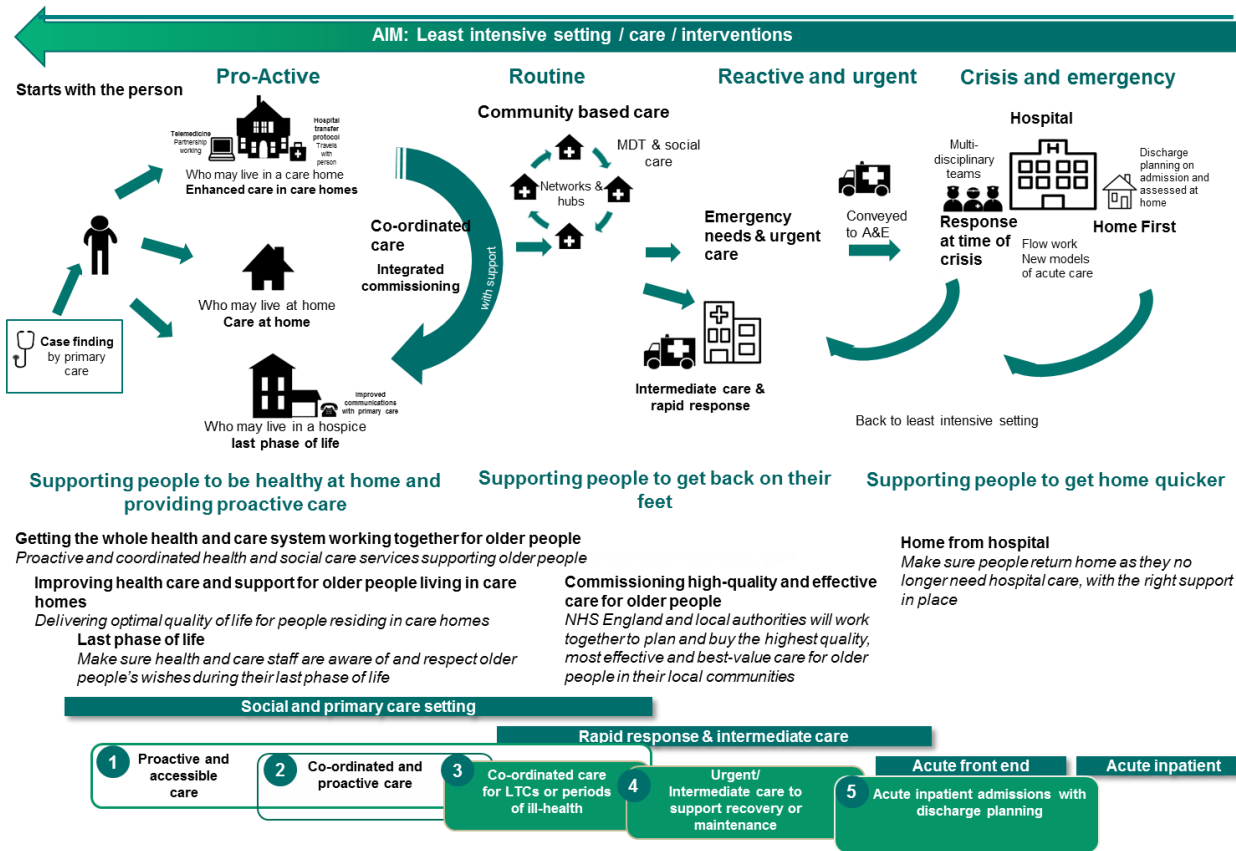 AIM: Least intensive setting / care / interventions
Starts with the person
Pro-Active
Routine
Reactive and urgent
Crisis and emergency
Telemedicine
Partnership
working
Hospital
transfer
protocol
Travels
with
person
Who may live in a care home
Enhanced care in care homes
Case finding
by primary
care
Who may live at home
Care at home
Improved
communications
with primary care
Who may live in a hospice
last phase of life
Co-ordinated
care
Integrated
commissioning
with support
Community based care
MDT & social
care
Networks &
hubs
Emergency
needs & urgent
care
Intermediate care &
rapid response
Conveyed
to A&E
Hospital
Multi-
disciplinary
teams
Response
at time of
crisis
Discharge
planning on
admission and
assessed at
home
Home First
Flow work
New models
of acute care
Back to least intensive setting
Supporting people to be healthy at home and
providing proactive care
Supporting people to get back on their
feet
Supporting people to get home quicker
Getting the whole health and care system working together for older people
Proactive and coordinated health and social care services supporting older people
Improving health care and support for older people living in care
homes
Delivering optimal quality of life for people residing in care homes
Last phase of life
Make sure health and care staff are aware of and respect older
people's wishes during their last phase of life
Commissioning high-quality and effective
care for older people
NHS England and local authorities will work
together to plan and buy the highest quality,
most effective and best-value care for older
people in their local communities
Home from hospital
Make sure people return home as they no
longer need hospital care, with the right support
in place
Social and primary care setting
Rapid response & intermediate care
Acute front end
Acute inpatient
1
Proactive and
accessible
care
2
Co-ordinated and
proactive care
3
Co-ordinated care
for LTCs or periods
of ill-health
4
Urgent/
Intermediate care to
support recovery or
maintenance
5
Acute inpatient admissions with
discharge planning